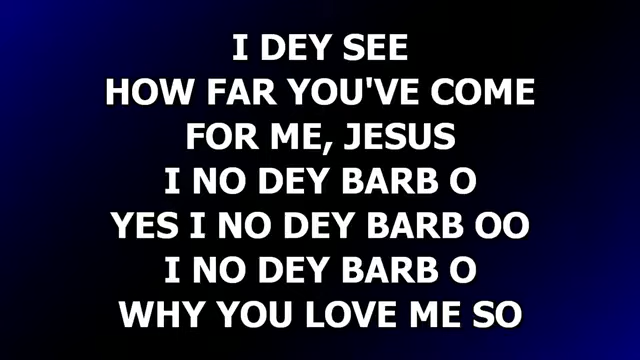 I DEY SEE
HOW FAR YOU'VE COME
FOR ME, JESUS
I NO DEY BARB O
YES I NO DEY BARB OO
I NO DEY BARB O
WHY YOU LOVE ME SO